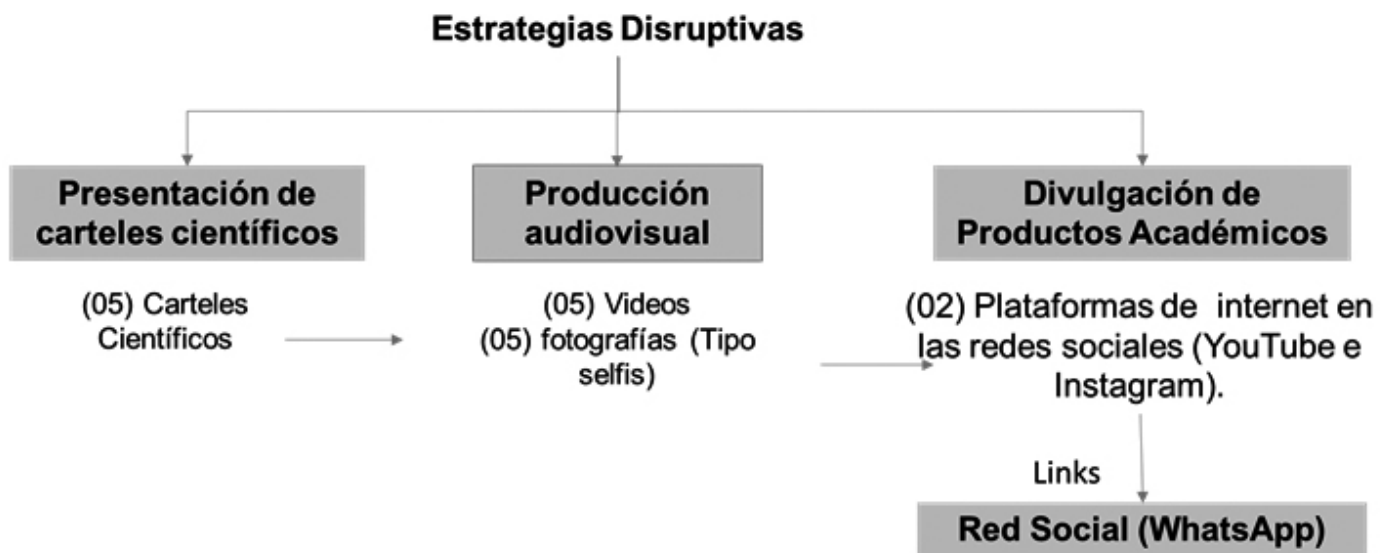 Estrategias Disruptivas
Presentación de
carteles científicos
Producción
audiovisual
Divulgación de
Productos Académicos
(05) Carteles
Científicos
(05) Videos
(05) fotografías (Tipo
selfis)
(02) Plataformas de internet en
las redes sociales (YouTube e
Instagram).
Links
Red Social (WhatsApp)